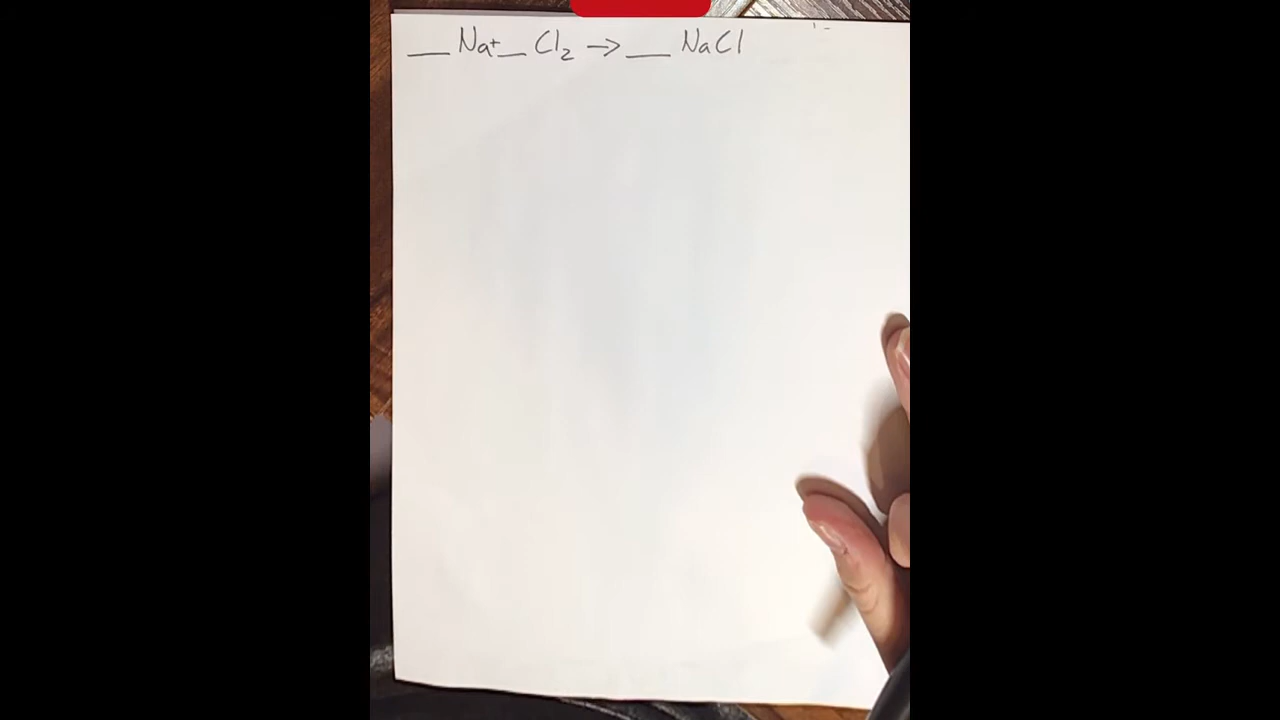 __ Na + __ Cl₂ → __ NaCl